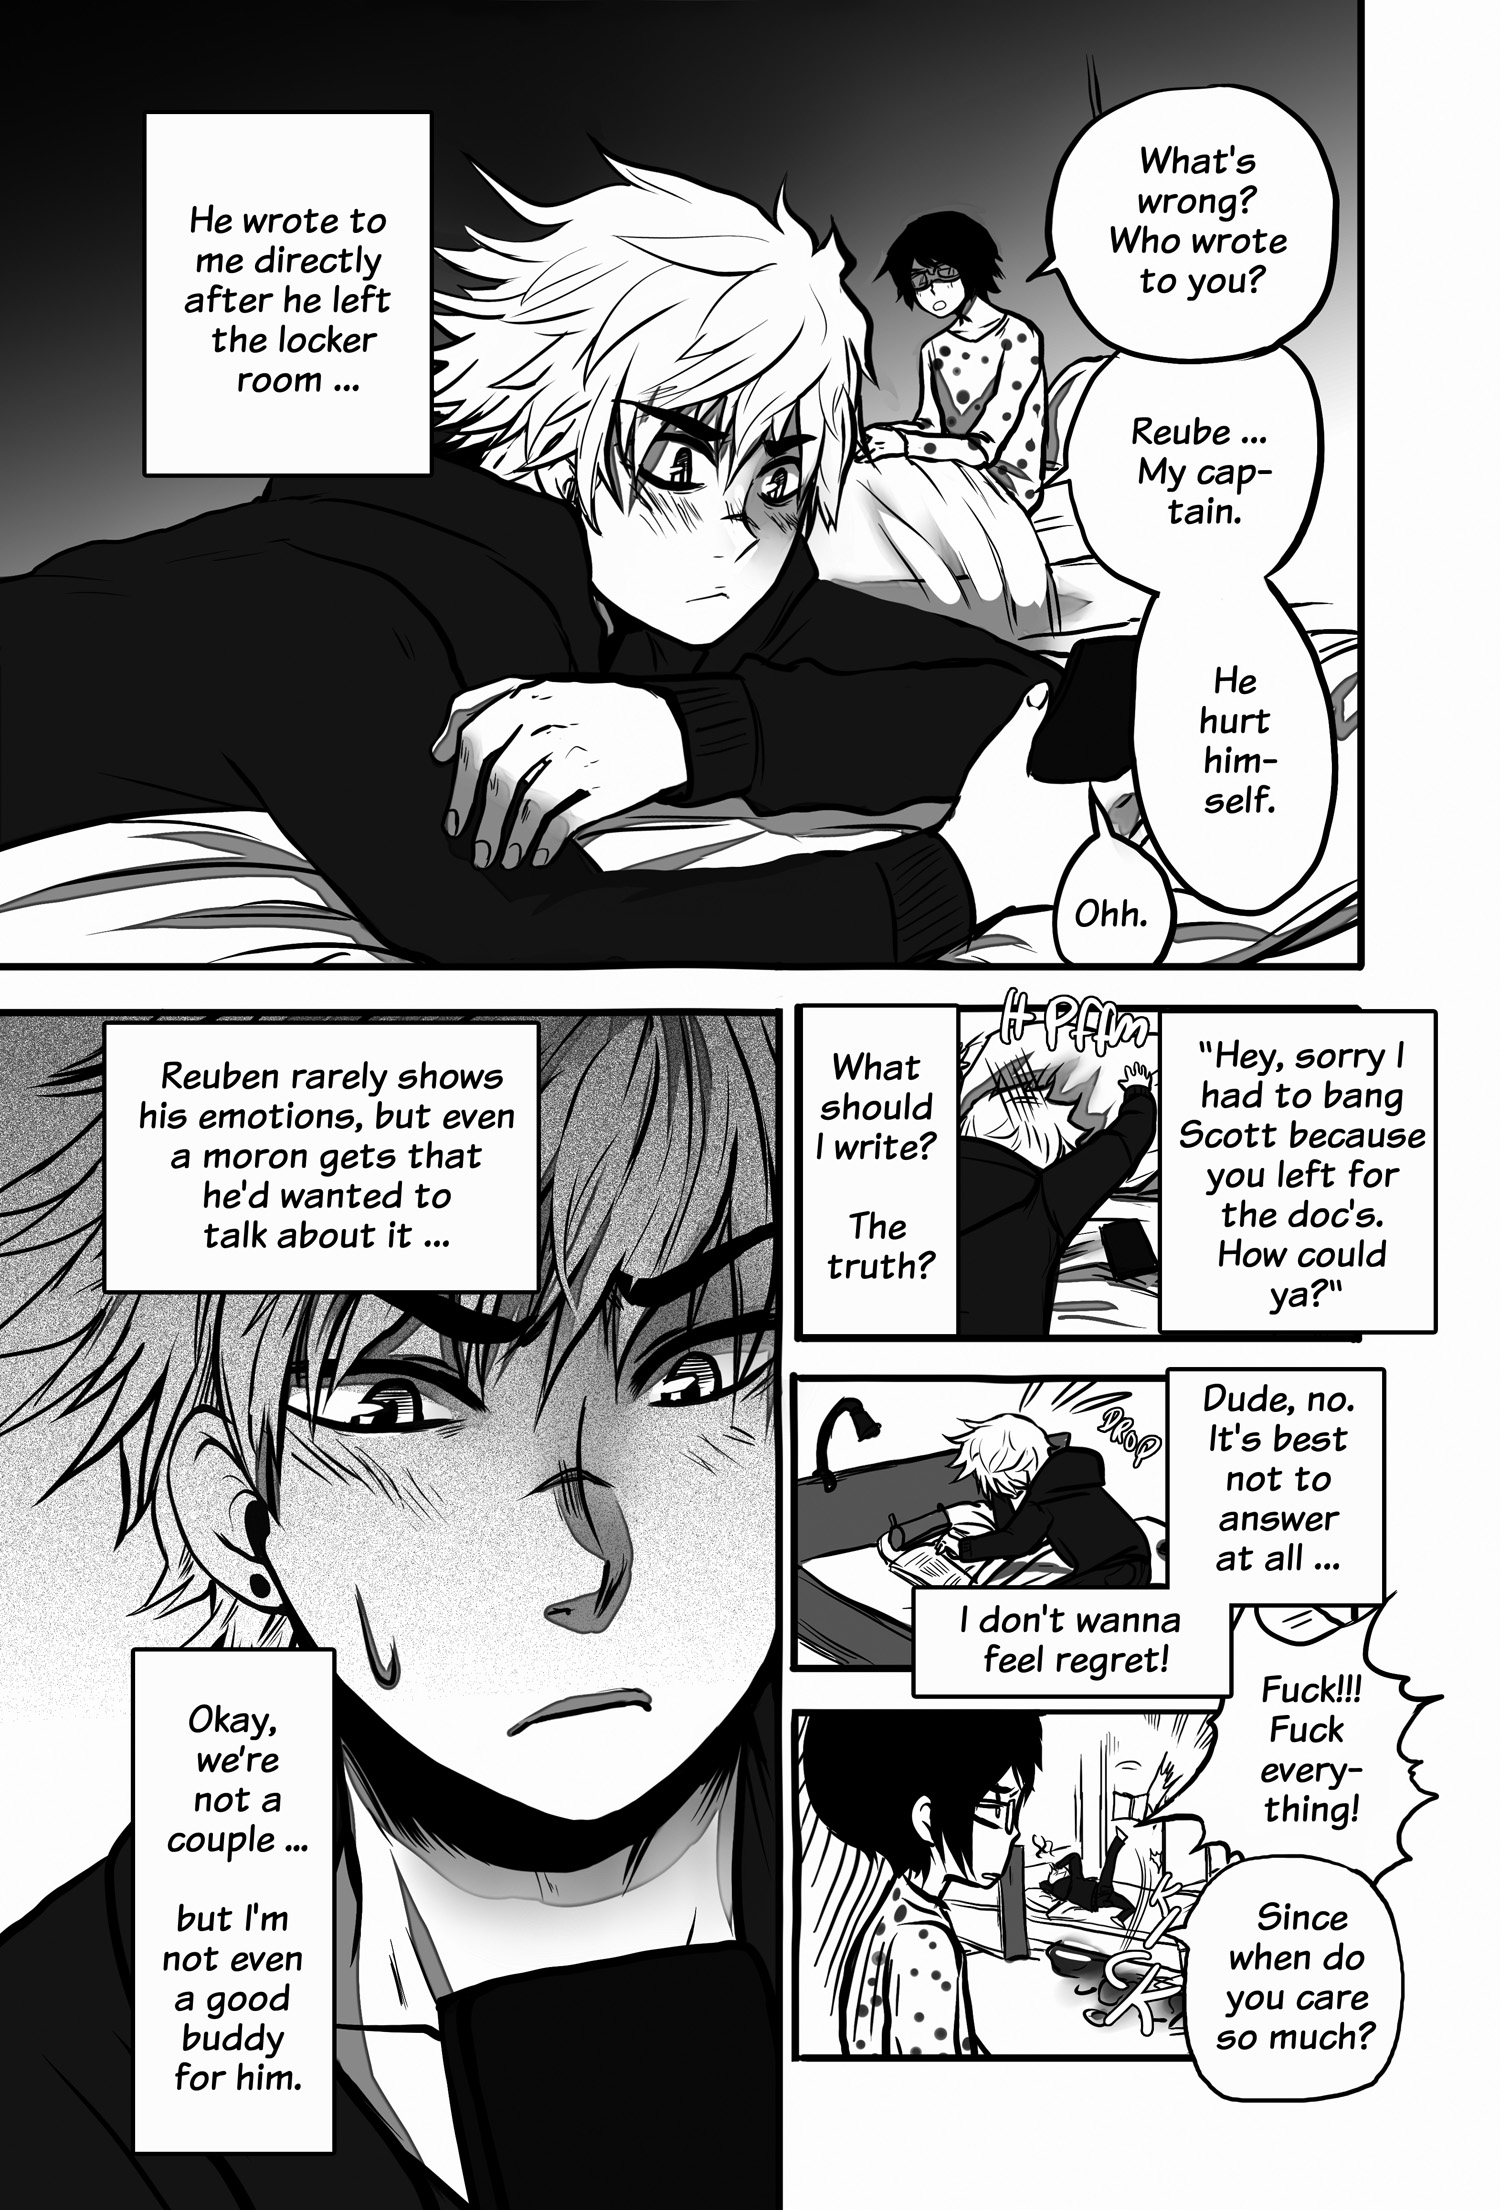 He wrote to
me directly
after he left
the locker
room ...
What's
wrong?
Who wrote
to you?
Reube ...
My cap-
tain.
He
hurt
him-
self.
Ohh.
Reuben rarely shows
his emotions, but even
a moron gets that
he'd wanted to
talk about it ...
Okay,
we're
not a
couple ...
but I'm
not even
a good
buddy
for him.
What
should
I write?
The
truth?
H Pffm
"Hey, sorry I
had to bang
Scott because
you left for
the doc's.
How could
ya?"
DROP
Dude, no.
It's best
not to
answer
at all ...
I don't wanna
feel regret!
Fuck!!!
Fuck
every-
thing!
KICK
Since
when do
you care
so much?